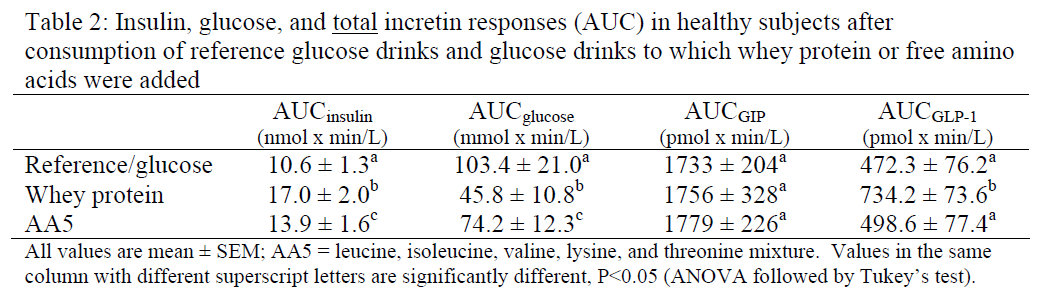 Table 2: Insulin, glucose, and total incretin responses (AUC) in healthy subjects after
consumption of reference glucose drinks and glucose drinks to which whey protein or free amino
acids were added
AUCinsulin AUCglucose AUCGIP AUCGLP-1
(nmol x min/L) (mmol x min/L) (pmol x min/L) (pmol x min/L)
Reference/glucose 10.6 ± 1.3a 103.4 ± 21.0a 1733 ± 204a 472.3 ± 76.2a
Whey protein 17.0 ± 2.0b 45.8 ± 10.8b 1756 ± 328a 734.2 ± 73.6b
AA5 13.9 ± 1.6c 74.2 ± 12.3c 1779 ± 226a 498.6 ± 77.4a
All values are mean ± SEM; AA5 = leucine, isoleucine, valine, lysine, and threonine mixture.  Values in the same
column with different superscript letters are significantly different, P<0.05 (ANOVA followed by Tukey’s test).